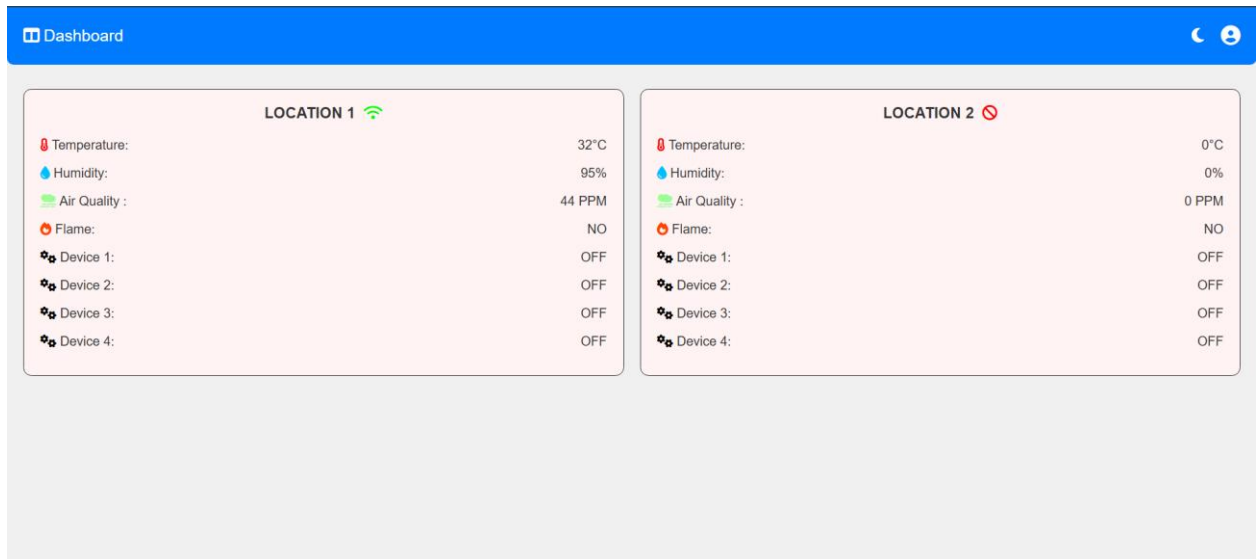 Dashboard
LOCATION 1
Temperature: 32°C
Humidity: 95%
Air Quality : 44 PPM
Flame: NO
Device 1: OFF
Device 2: OFF
Device 3: OFF
Device 4: OFF
LOCATION 2
Temperature: 0°C
Humidity: 0%
Air Quality : 0 PPM
Flame: NO
Device 1: OFF
Device 2: OFF
Device 3: OFF
Device 4: OFF